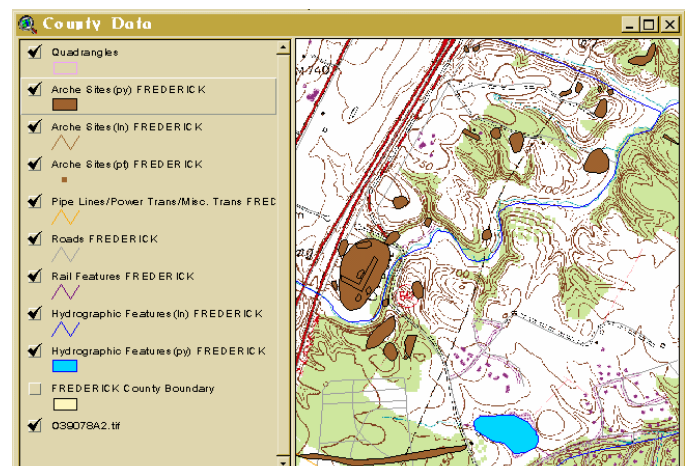 County Data
Quadrangles
Arche Sites(py) FREDERICK
Arche Sites(ln) FREDERICK
Arche Sites(pt) FREDERICK
Pipe Lines/Power Trans/Misc. Trans FRED
Roads FREDERICK
Rail Features FREDERICK
Hydrographic Features(ln) FREDERICK
Hydrographic Features(py) FREDERICK
FREDERICK County Boundary
O39078A2.tif